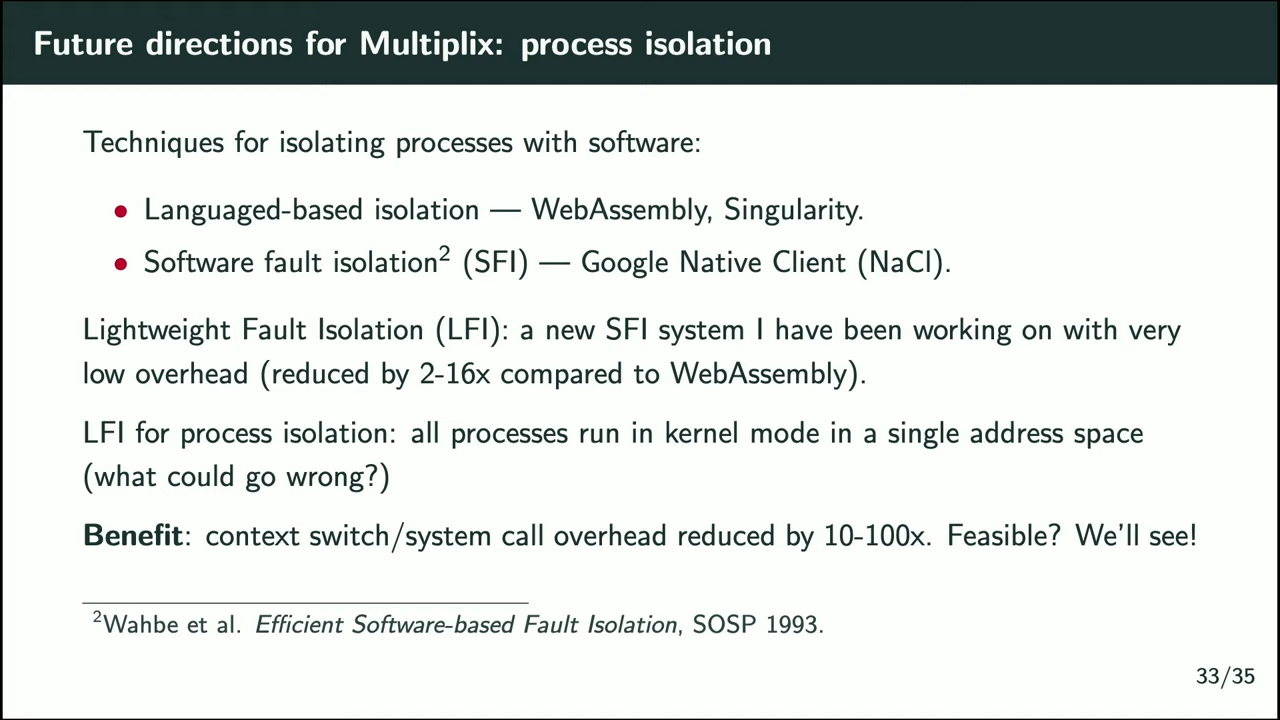 Future directions for Multiplix: process isolation
Techniques for isolating processes with software:
• Languaged-based isolation — WebAssembly, Singularity.
• Software fault isolation² (SFI) — Google Native Client (NaCl).
Lightweight Fault Isolation (LFI): a new SFI system I have been working on with very
low overhead (reduced by 2-16x compared to WebAssembly).
LFI for process isolation: all processes run in kernel mode in a single address space
(what could go wrong?)
Benefit: context switch/system call overhead reduced by 10-100x. Feasible? We'll see!
²Wahbe et al. Efficient Software-based Fault Isolation, SOSP 1993.
33/35